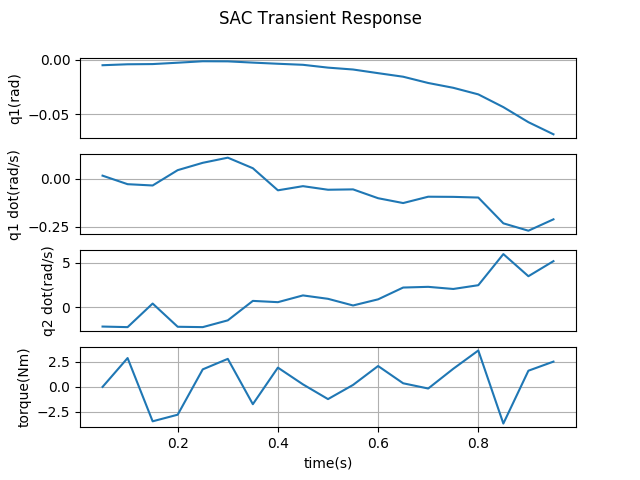 SAC Transient Response
q1(rad)
0.00
−0.05
q1 dot(rad/s)
0.00
−0.25
q2 dot(rad/s)
5
0
torque(Nm)
2.5
0.0
−2.5
0.2 0.4 0.6 0.8
time(s)